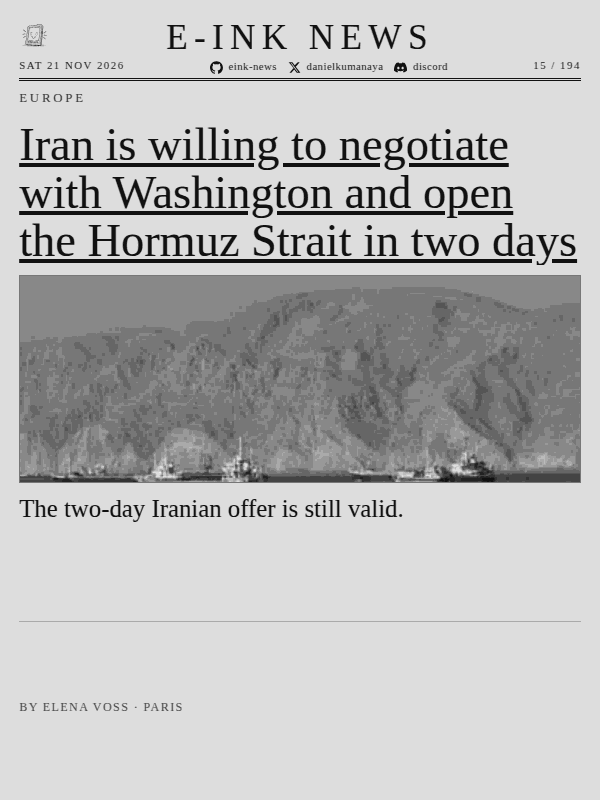 E-INK NEWS
SAT 21 NOV 2026
eink-news danielkumanaya discord
15 / 194
EUROPE
Iran is willing to negotiate
with Washington and open
the Hormuz Strait in two days
The two-day Iranian offer is still valid.
BY ELENA VOSS · PARIS